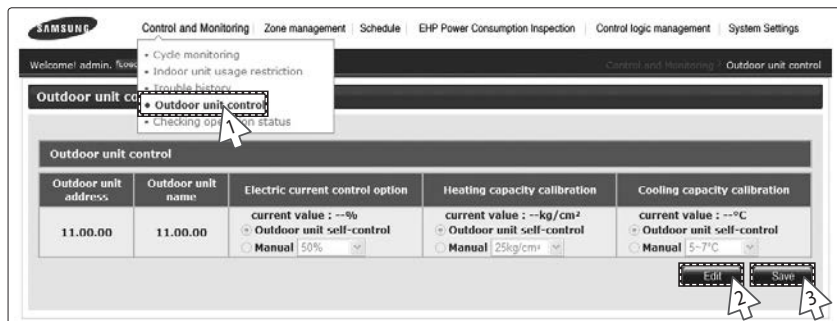 SAMSUNG
Control and Monitoring | Zone management | Schedule | EHP Power Consumption Inspection | Control logic management | System Settings
Welcome! admin.
Control and Monitoring / Outdoor unit control
• Cycle monitoring
• Indoor unit usage restriction
• Trouble history
• Outdoor unit control
• Checking operation status
1
Outdoor unit
Outdoor unit control
Outdoor unit address | Outdoor unit name | Electric current control option | Heating capacity calibration | Cooling capacity calibration
11.00.00
11.00.00
current value : --%
Outdoor unit self-control
Manual 50%
current value : --kg/cm²
Outdoor unit self-control
Manual 25kg/cm²
current value : --°C
Outdoor unit self-control
Manual 5~7°C
Edit
Save
2
3